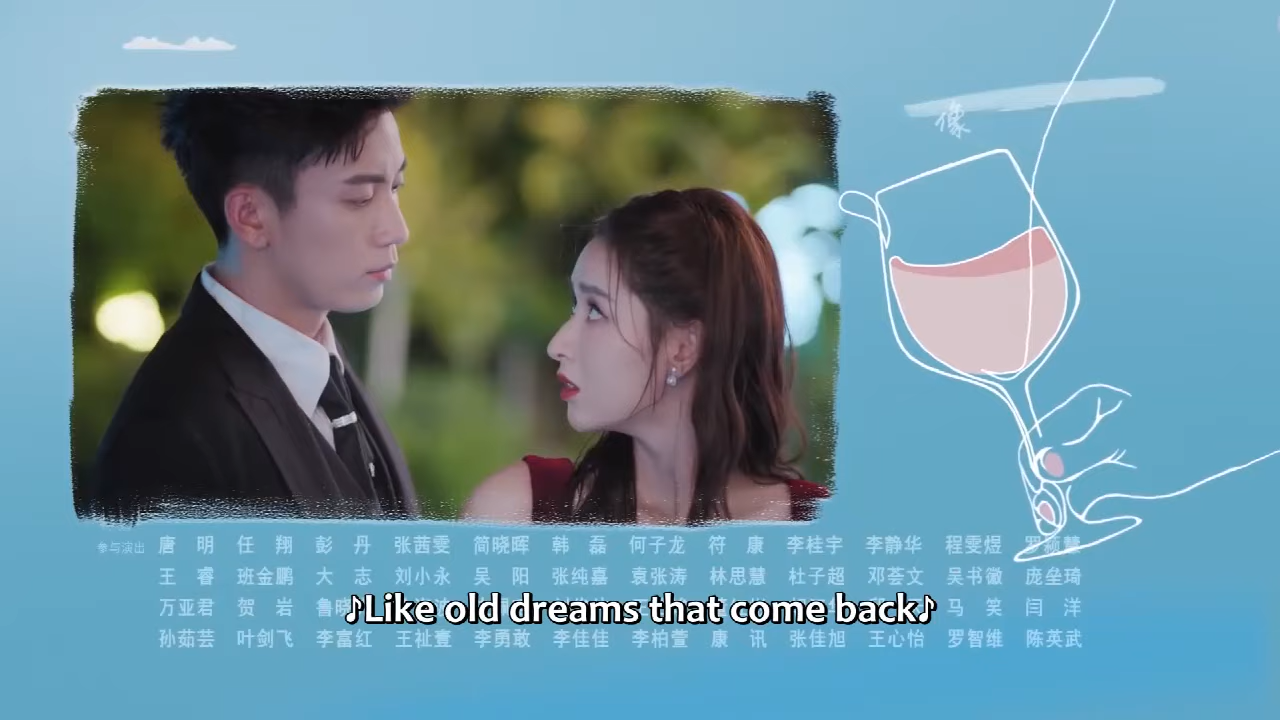 像
参与演出 唐 明 任 翔 彭 丹 张茜雯 简晓晖 韩 磊 何子龙 符 康 李桂宇 李静华 程雯煜 罗颖慧
王 睿 班金鹏 大 志 刘小永 吴 阳 张纯嘉 袁张涛 林思慧 杜子超 邓荟文 吴书徽 庞垒琦
万亚君 贺 岩 马 笑 闫 洋
♪Like old dreams that come back♪
孙茹芸 叶剑飞 李富红 王祉壹 李勇敢 李佳佳 李柏萱 康 讯 张佳旭 王心怡 罗智维 陈英武